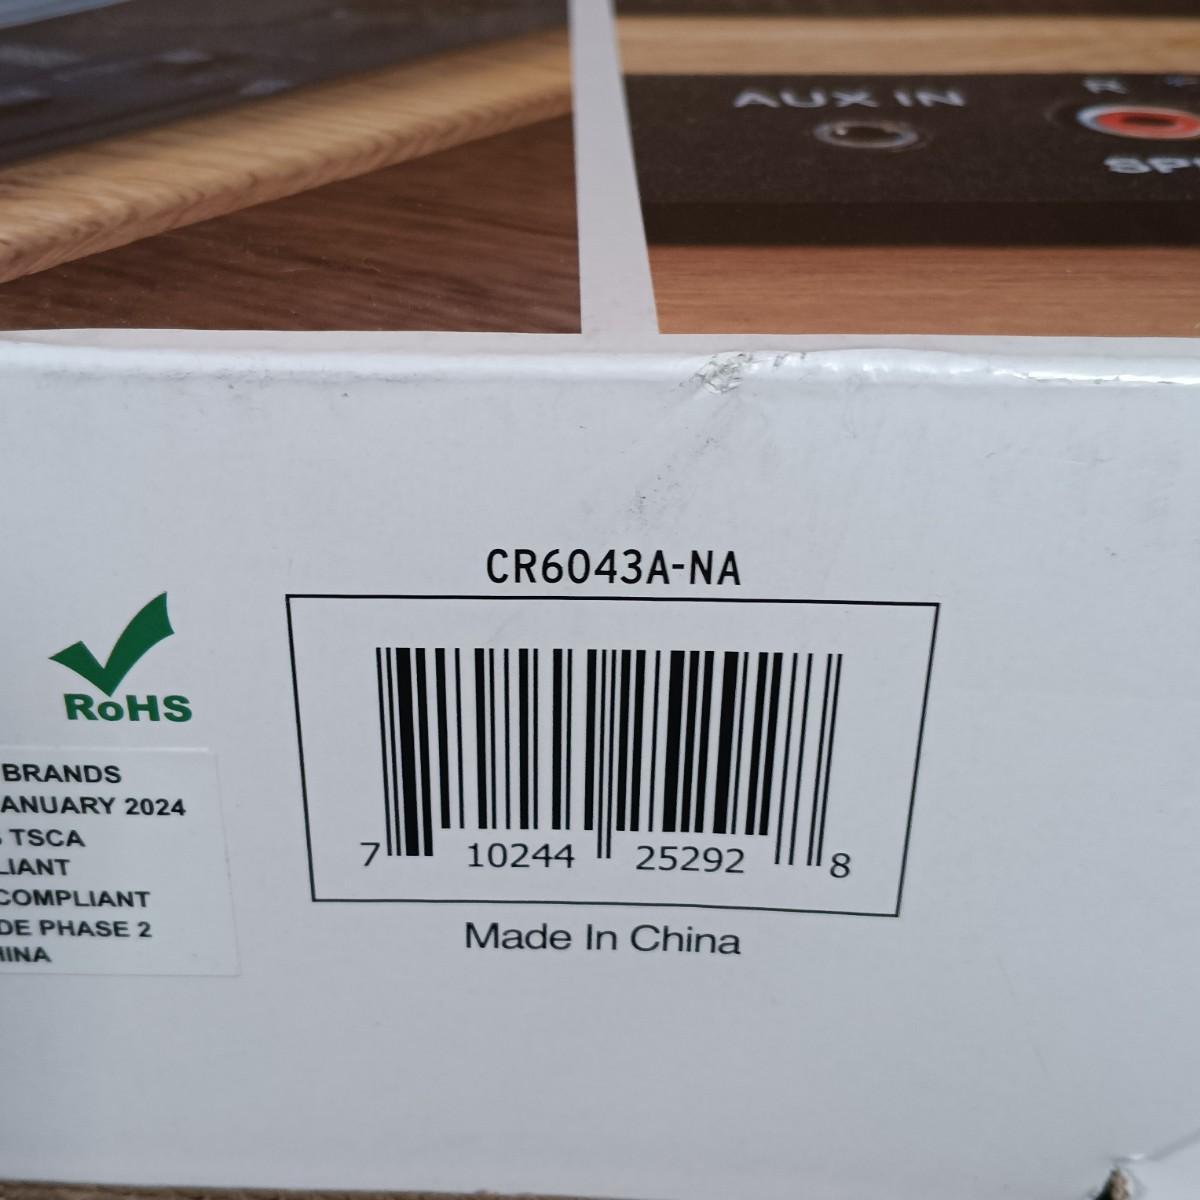 AUX IN
R
CR6043A-NA
RoHS
BRANDS
ANUARY 2024
TSCA
LIANT
COMPLIANT
DE PHASE 2
HINA
7 10244 25292 8
Made In China